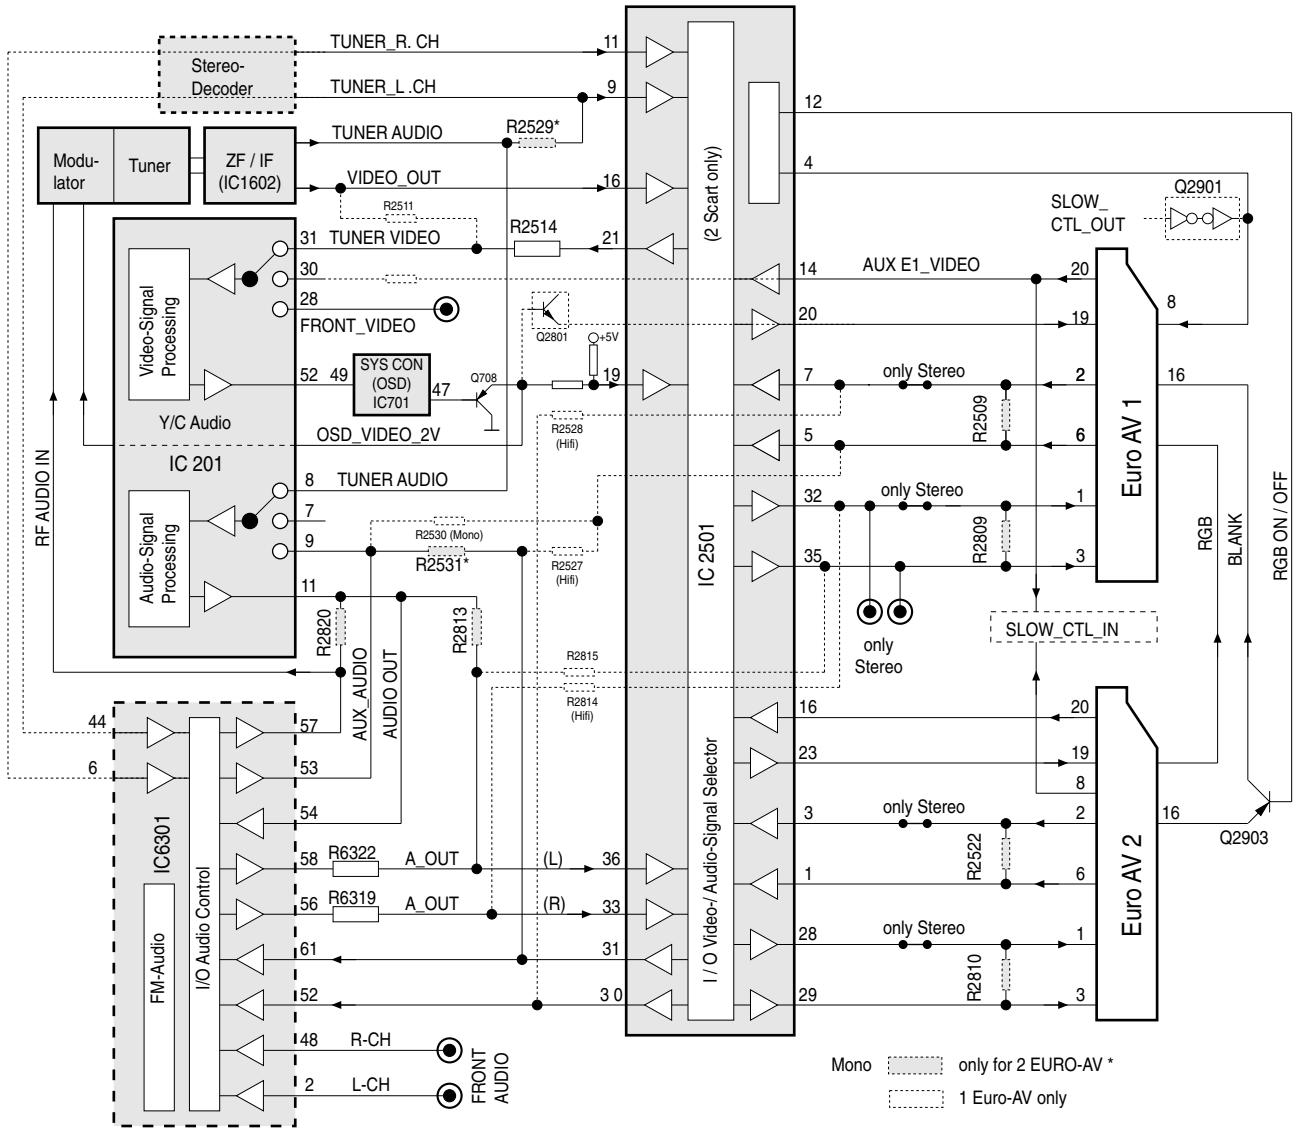 TUNER_R. CH
11
Stereo-
Decoder
TUNER_L .CH
9
12
R2529*
TUNER AUDIO
Modu-
lator
Tuner
ZF / IF
(IC1602)
4
VIDEO_OUT
16
Q2901
R2511
SLOW_
CTL_OUT
(2 Scart only)
31
TUNER VIDEO
R2514
21
30
14
AUX E1_VIDEO
20
8
28
FRONT_VIDEO
20
19
Q2801
+5V
Video-Signal
Processing
52
49
SYS CON
(OSD)
IC701
47
Q708
19
7
only Stereo
2
16
R2509
Y/C Audio
OSD_VIDEO_2V
R2528
(Hifi)
5
6
Euro AV 1
IC 201
8
TUNER AUDIO
32
only Stereo
1
RF AUDIO IN
7
R2530 (Mono)
R2809
RGB
BLANK
RGB ON / OFF
9
R2531*
R2527
(Hifi)
IC 2501
35
3
Audio-Signal
Processing
11
R2820
R2813
only
Stereo
SLOW_CTL_IN
R2815
R2814
(Hifi)
AUX_AUDIO
AUDIO OUT
16
20
44
57
23
19
6
53
8
54
3
only Stereo
2
16
Q2903
R2522
IC6301
58
R6322
A_OUT
(L)
36
1
6
Euro AV 2
56
R6319
A_OUT
(R)
33
28
only Stereo
1
I/O Audio Control
I / O Video-/ Audio-Signal Selector
61
31
R2810
FM-Audio
52
3 0
29
3
48
R-CH
FRONT
AUDIO
2
L-CH
Mono
only for 2 EURO-AV *
1 Euro-AV only